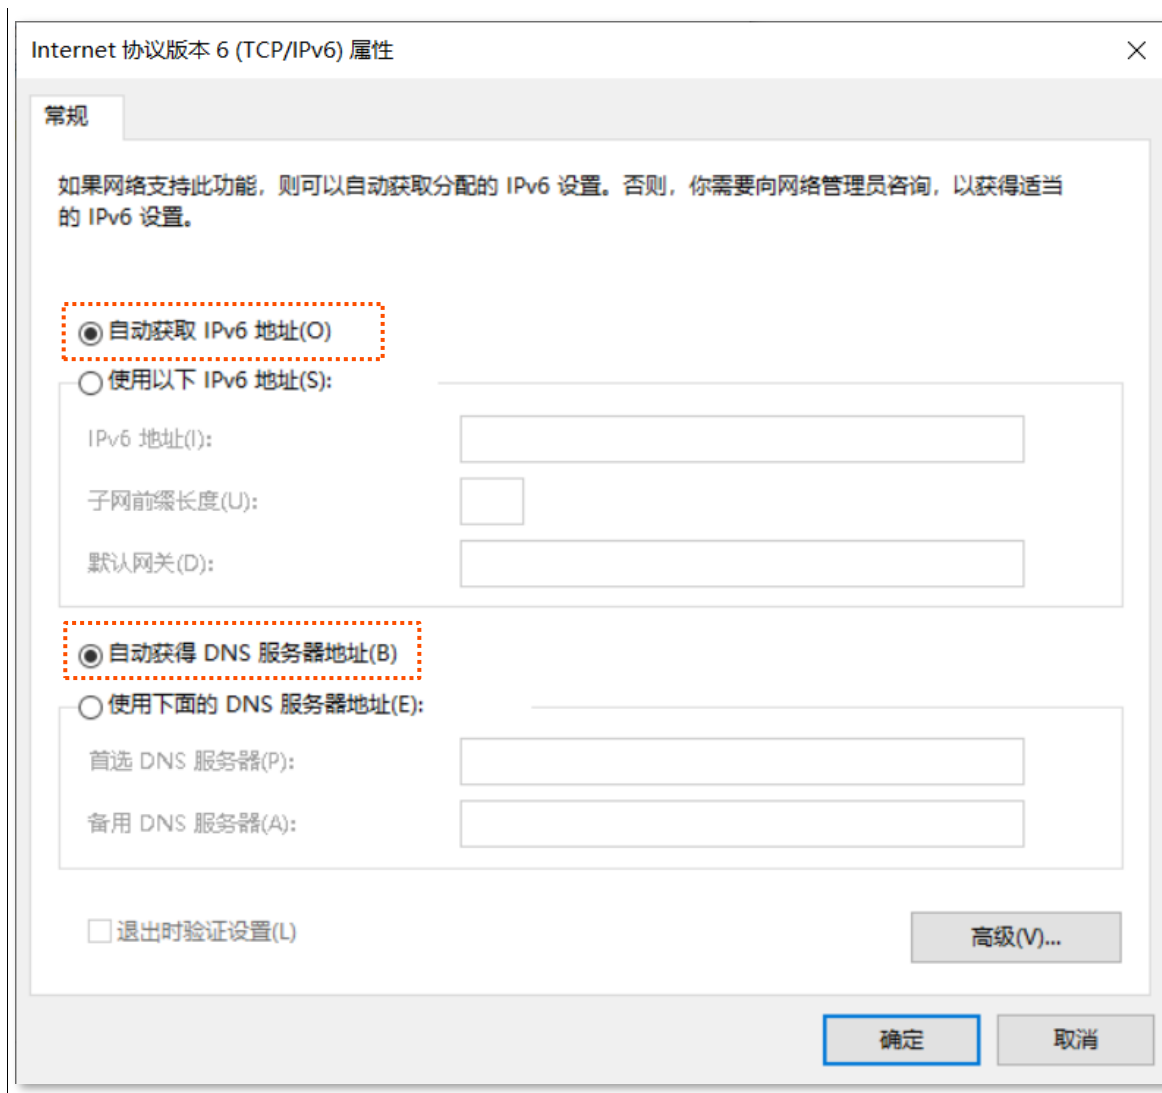 Internet 协议版本 6 (TCP/IPv6) 属性
常规
如果网络支持此功能，则可以自动获取分配的 IPv6 设置。否则，你需要向网络管理员咨询，以获得适当
的 IPv6 设置。
自动获取 IPv6 地址(O)
使用以下 IPv6 地址(S):
IPv6 地址(I):
子网前缀长度(U):
默认网关(D):
自动获得 DNS 服务器地址(B)
使用下面的 DNS 服务器地址(E):
首选 DNS 服务器(P):
备用 DNS 服务器(A):
退出时验证设置(L)
高级(V)...
确定
取消